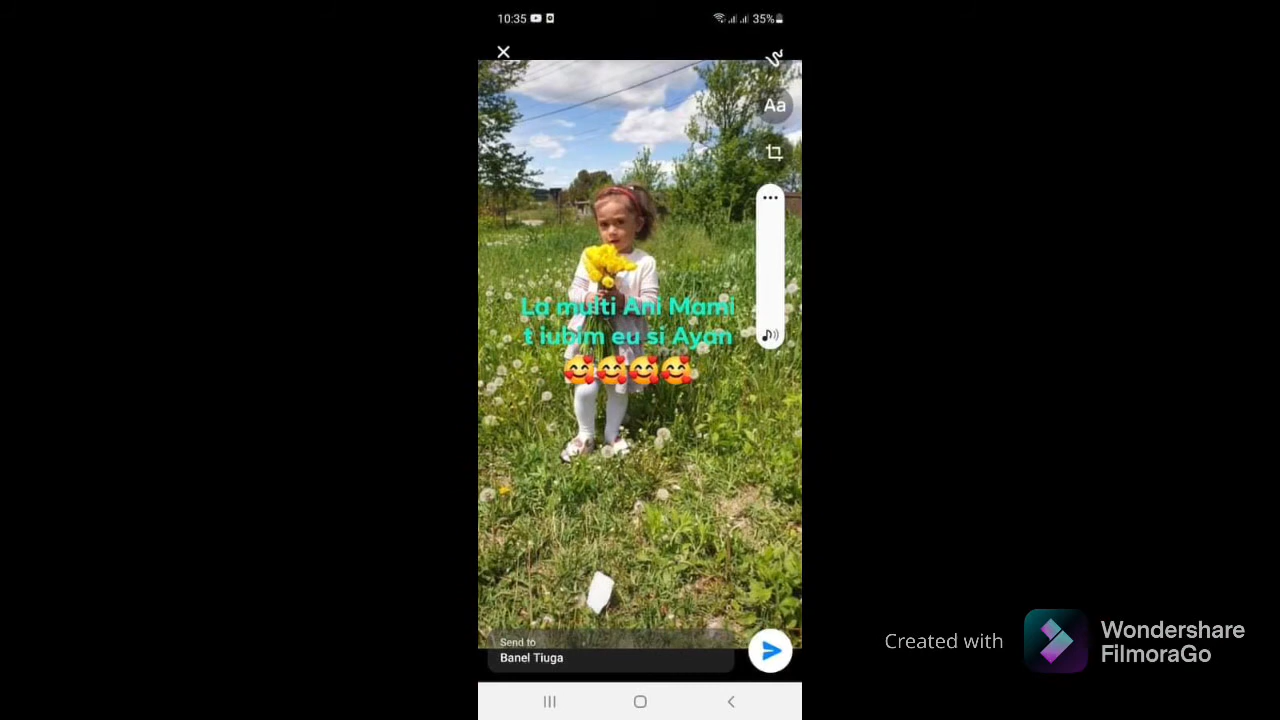 10:35
35%
Aa
La multi Ani Mami
t iubim eu si Ayan
Send to
Banel Tiuga
Created with
Wondershare
FilmoraGo